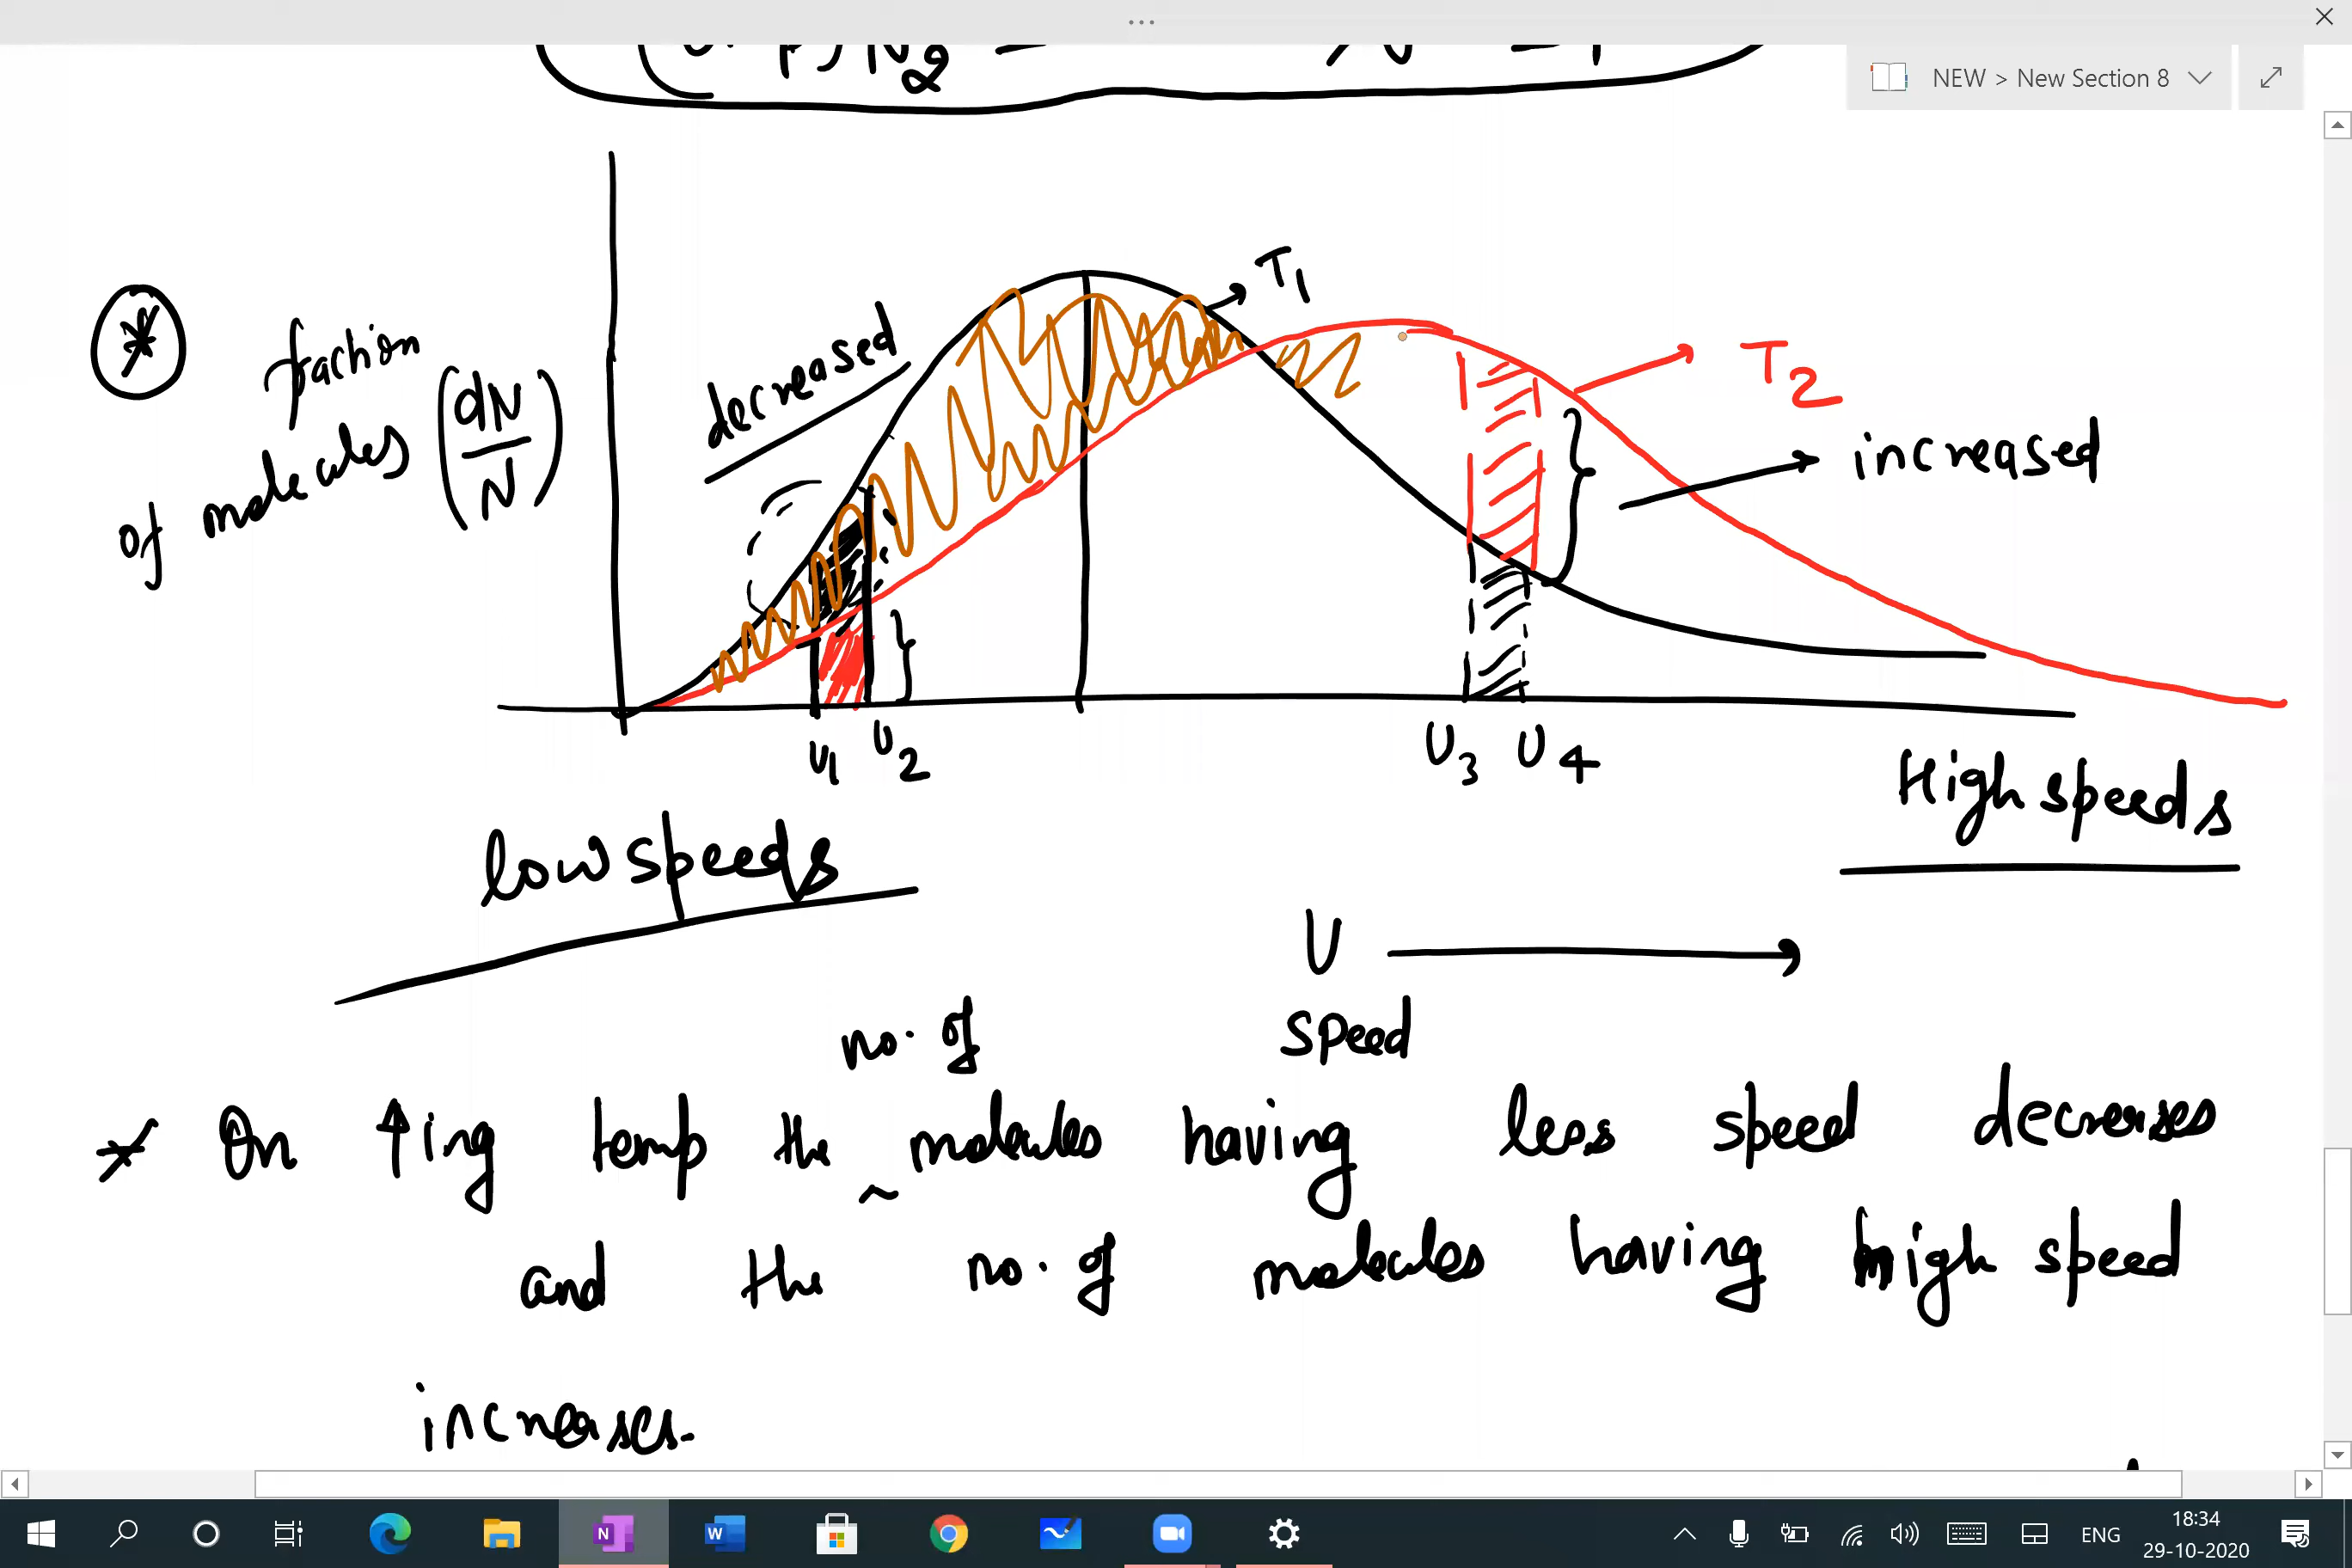 ...
NEW > New Section 8
T₁
T₂
decreased
increased
fraction
of molecules (dN/N)
U₁ U₂ U₃ U₄
low speeds
High speeds
U
speed
no. of
* On ↑ing temp the molecules having less speed decreases
and the no. of molecules having high speed
increases.
ENG
18:34
29-10-2020